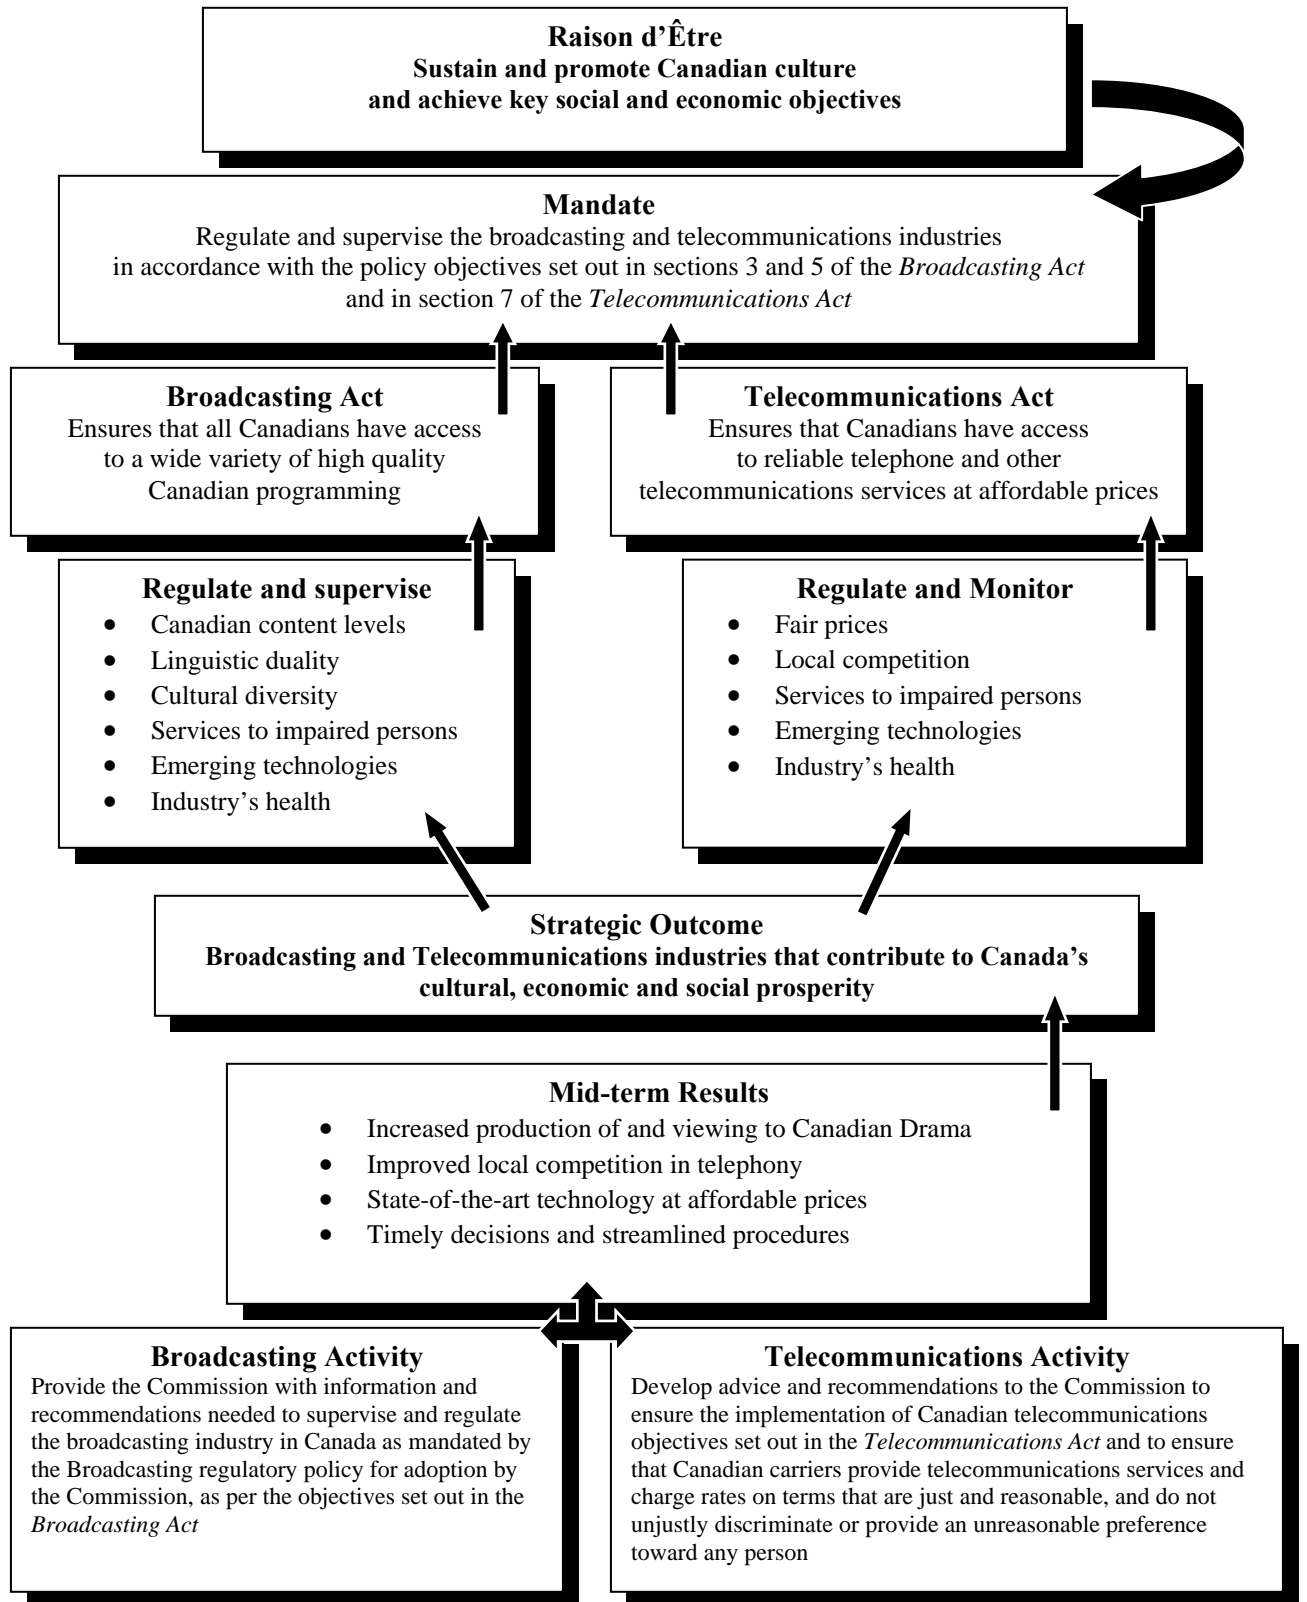 Raison d’Être
Sustain and promote Canadian culture
and achieve key social and economic objectives
Mandate
Regulate and supervise the broadcasting and telecommunications industries
in accordance with the policy objectives set out in sections 3 and 5 of the Broadcasting Act
and in section 7 of the Telecommunications Act
Broadcasting Act
Ensures that all Canadians have access
to a wide variety of high quality
Canadian programming
Telecommunications Act
Ensures that Canadians have access
to reliable telephone and other
telecommunications services at affordable prices
Regulate and supervise
• Canadian content levels
• Linguistic duality
• Cultural diversity
• Services to impaired persons
• Emerging technologies
• Industry’s health
Regulate and Monitor
• Fair prices
• Local competition
• Services to impaired persons
• Emerging technologies
• Industry’s health
Strategic Outcome
Broadcasting and Telecommunications industries that contribute to Canada’s
cultural, economic and social prosperity
Mid-term Results
• Increased production of and viewing to Canadian Drama
• Improved local competition in telephony
• State-of-the-art technology at affordable prices
• Timely decisions and streamlined procedures
Broadcasting Activity
Provide the Commission with information and
recommendations needed to supervise and regulate
the broadcasting industry in Canada as mandated by
the Broadcasting regulatory policy for adoption by
the Commission, as per the objectives set out in the
Broadcasting Act
Telecommunications Activity
Develop advice and recommendations to the Commission to
ensure the implementation of Canadian telecommunications
objectives set out in the Telecommunications Act and to ensure
that Canadian carriers provide telecommunications services and
charge rates on terms that are just and reasonable, and do not
unjustly discriminate or provide an unreasonable preference
toward any person